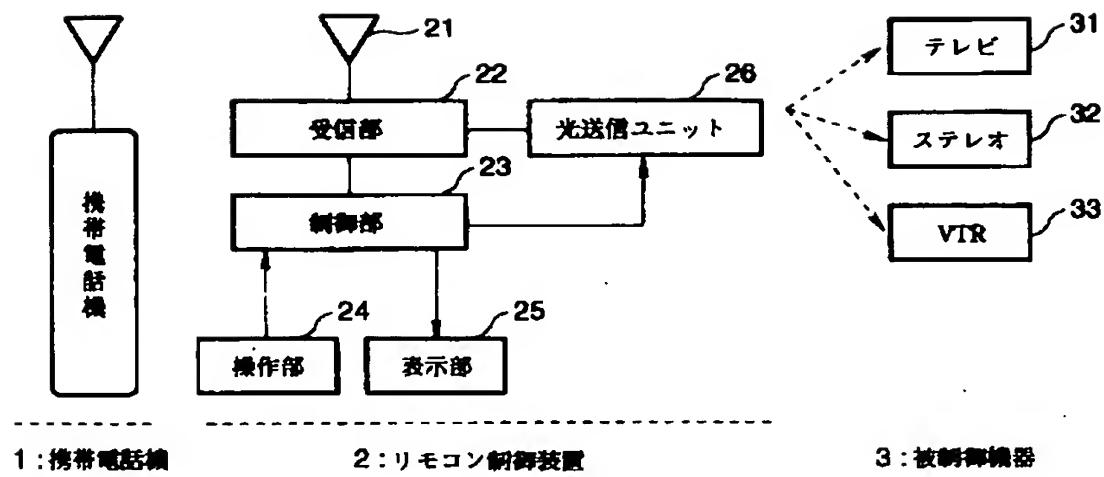 21
22
受信部
26
光送信ユニット
23
制御部
24
操作部
25
表示部
携帯電話機
31
テレビ
32
ステレオ
33
VTR
1:携帯電話機
2:リモコン制御装置
3:被制御機器